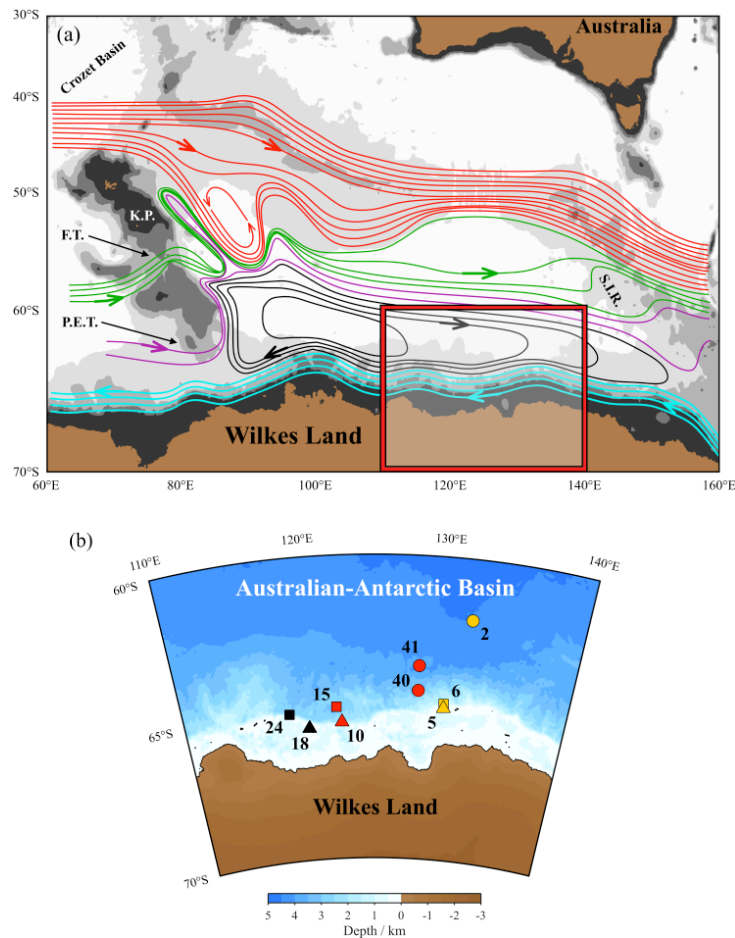 30°S
(a)
Australia
Crozet Basin
40°S
50°S
K.P.
F.T.
S.I.R.
60°S
P.E.T.
Wilkes Land
70°S
60°E 80°E 100°E 120°E 140°E 160°E
(b)
110°E 120°E 130°E 140°E
60°S
Australian-Antarctic Basin
2
41
40
15
6
5
24
18
10
65°S
Wilkes Land
70°S
5 4 3 2 1 0 -1 -2 -3
Depth / km